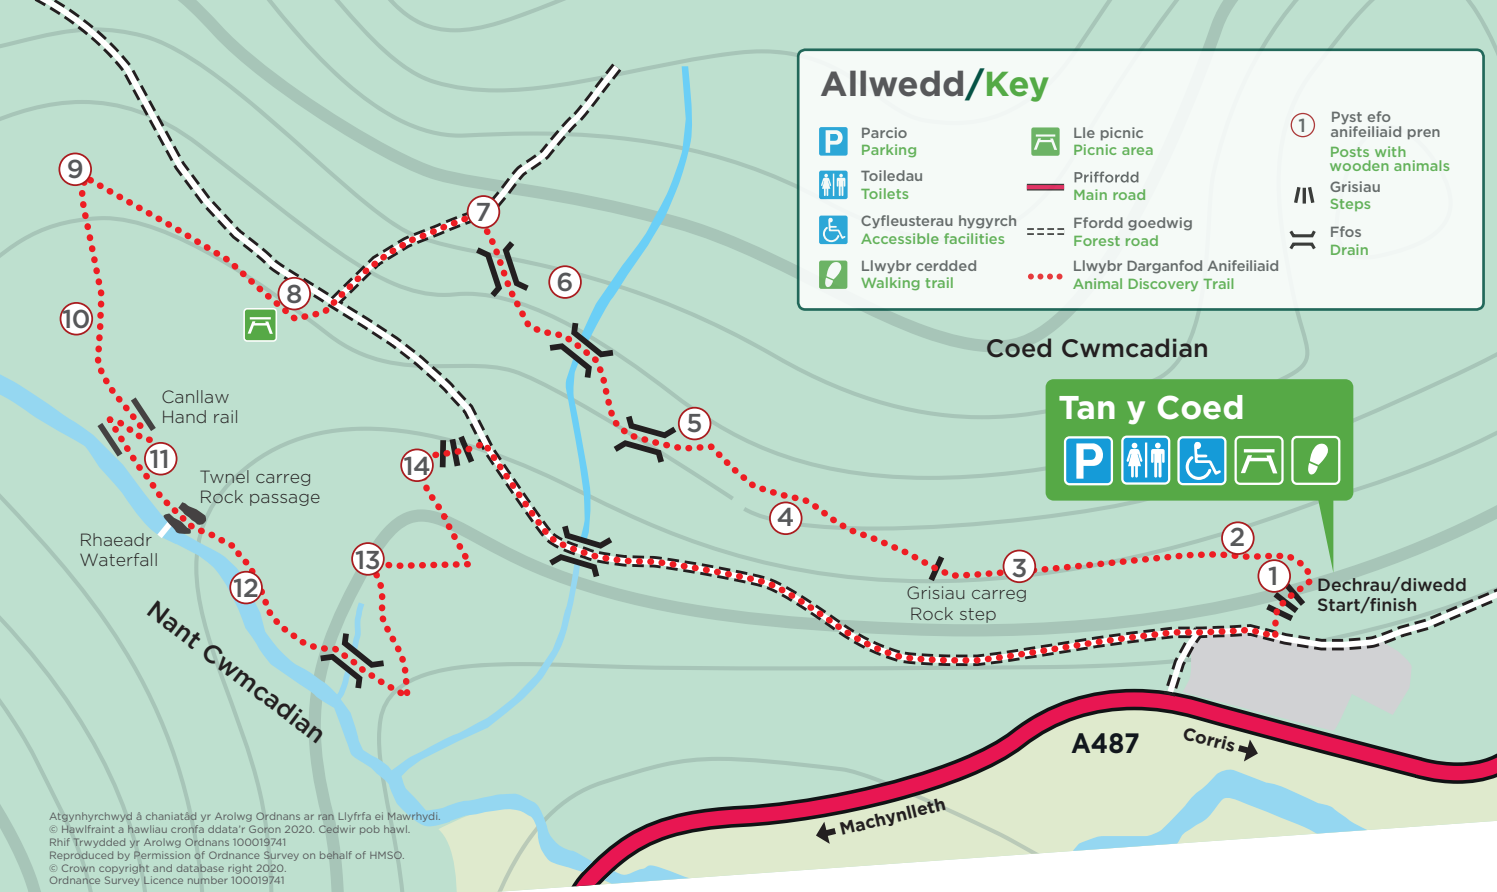 Allwedd/Key
Parcio
Parking
Toiledau
Toilets
Cyfleusterau hygyrch
Accessible facilities
Llwybr cerdded
Walking trail
Lle picnic
Picnic area
Priffordd
Main road
Ffordd goedwig
Forest road
Llwybr Darganfod Anifeiliaid
Animal Discovery Trail
1
Pyst efo
anifeiliaid pren
Posts with
wooden animals
Grisiau
Steps
Ffos
Drain
P
Coed Cwmcadian
Tan y Coed
P
9
7
6
8
10
Canllaw
Hand rail
5
11
14
Twnel carreg
Rock passage
4
2
Rhaeadr
Waterfall
13
3
1
Dechrau/diwedd
Start/finish
12
Grisiau carreg
Rock step
Nant Cwmcadian
A487
Corris
Machynlleth
Atgynhyrchwyd â chaniatâd yr Arolwg Ordnans ar ran Llyfrfa ei Mawrhydi.
© Hawlfraint a hawliau cronfa ddata'r Goron 2020. Cedwir pob hawl.
Rhif Trwydded yr Arolwg Ordnans 100019741
Reproduced by Permission of Ordnance Survey on behalf of HMSO.
© Crown copyright and database right 2020.
Ordnance Survey Licence number 100019741